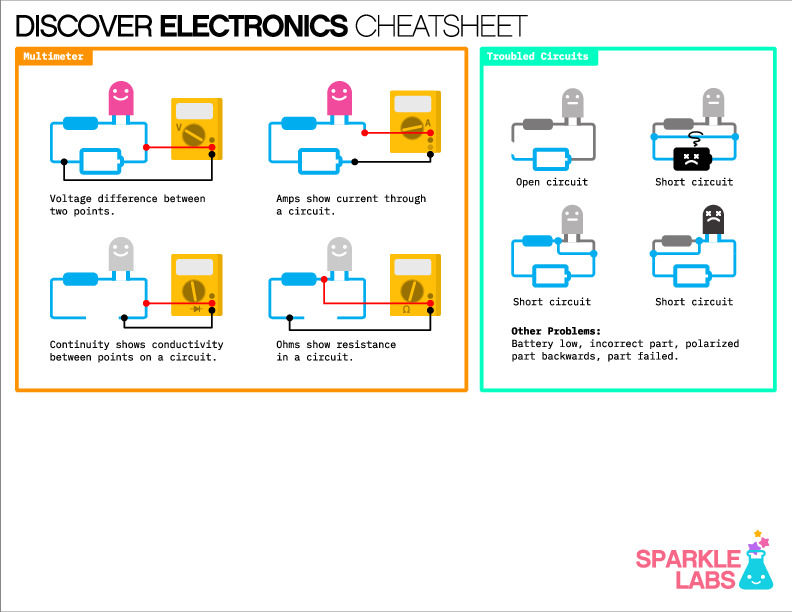 DISCOVER ELECTRONICS CHEATSHEET
Multimeter
V
A
Voltage difference between
two points.
Amps show current through
a circuit.
Ω
Continuity shows conductivity
between points on a circuit.
Ohms show resistance
in a circuit.
Troubled Circuits
Open circuit
Short circuit
Short circuit
Short circuit
Other Problems:
Battery low, incorrect part, polarized
part backwards, part failed.
SPARKLE
LABS